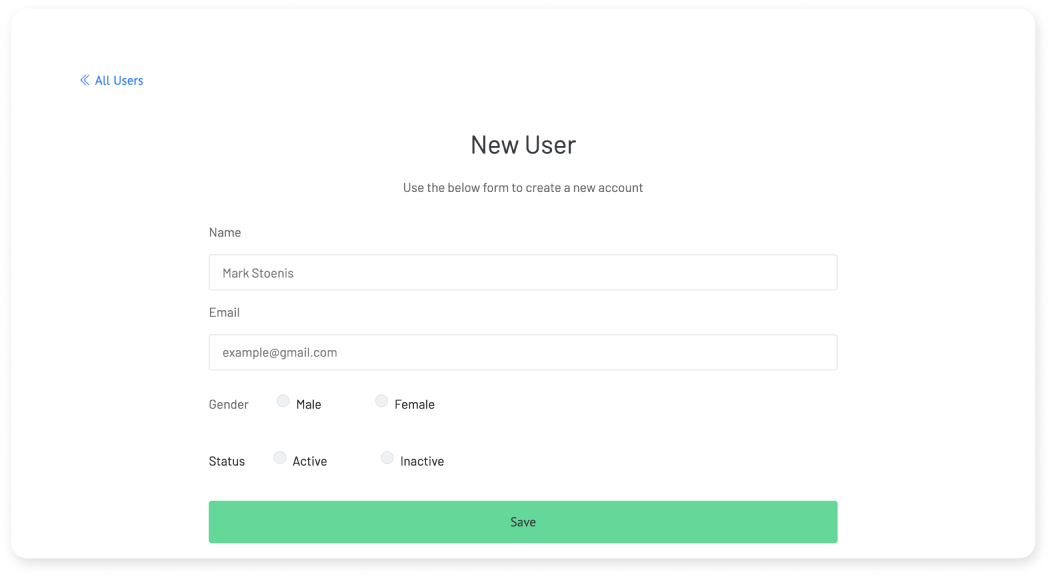 All Users
New User
Use the below form to create a new account
Name
Mark Stoenis
Email
example@gmail.com
Gender Male Female
Status Active Inactive
Save